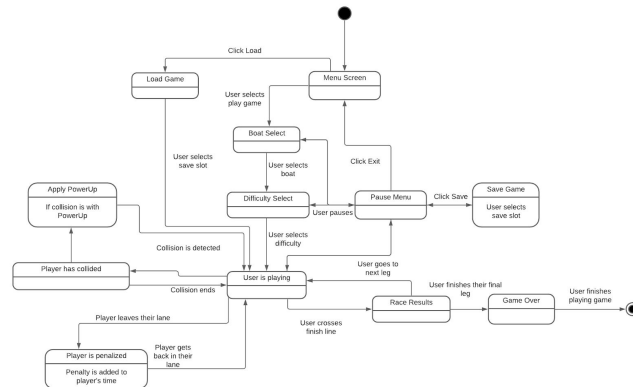 Click Load
Load Game
Menu Screen
User selects
play game
Boat Select
User selects
save slot
User selects
boat
Click Exit
Apply PowerUp
If collision is with
PowerUp
Difficulty Select
User pauses
Pause Menu
Click Save
Save Game
User selects
save slot
User selects
difficulty
Collision is detected
Player has collided
Collision ends
User is playing
User goes to
next leg
Race Results
User finishes their final
leg
Game Over
User finishes
playing game
Player leaves their lane
User crosses
finish line
Player is penalized
Penalty is added to
player's time
Player gets
back in their
lane